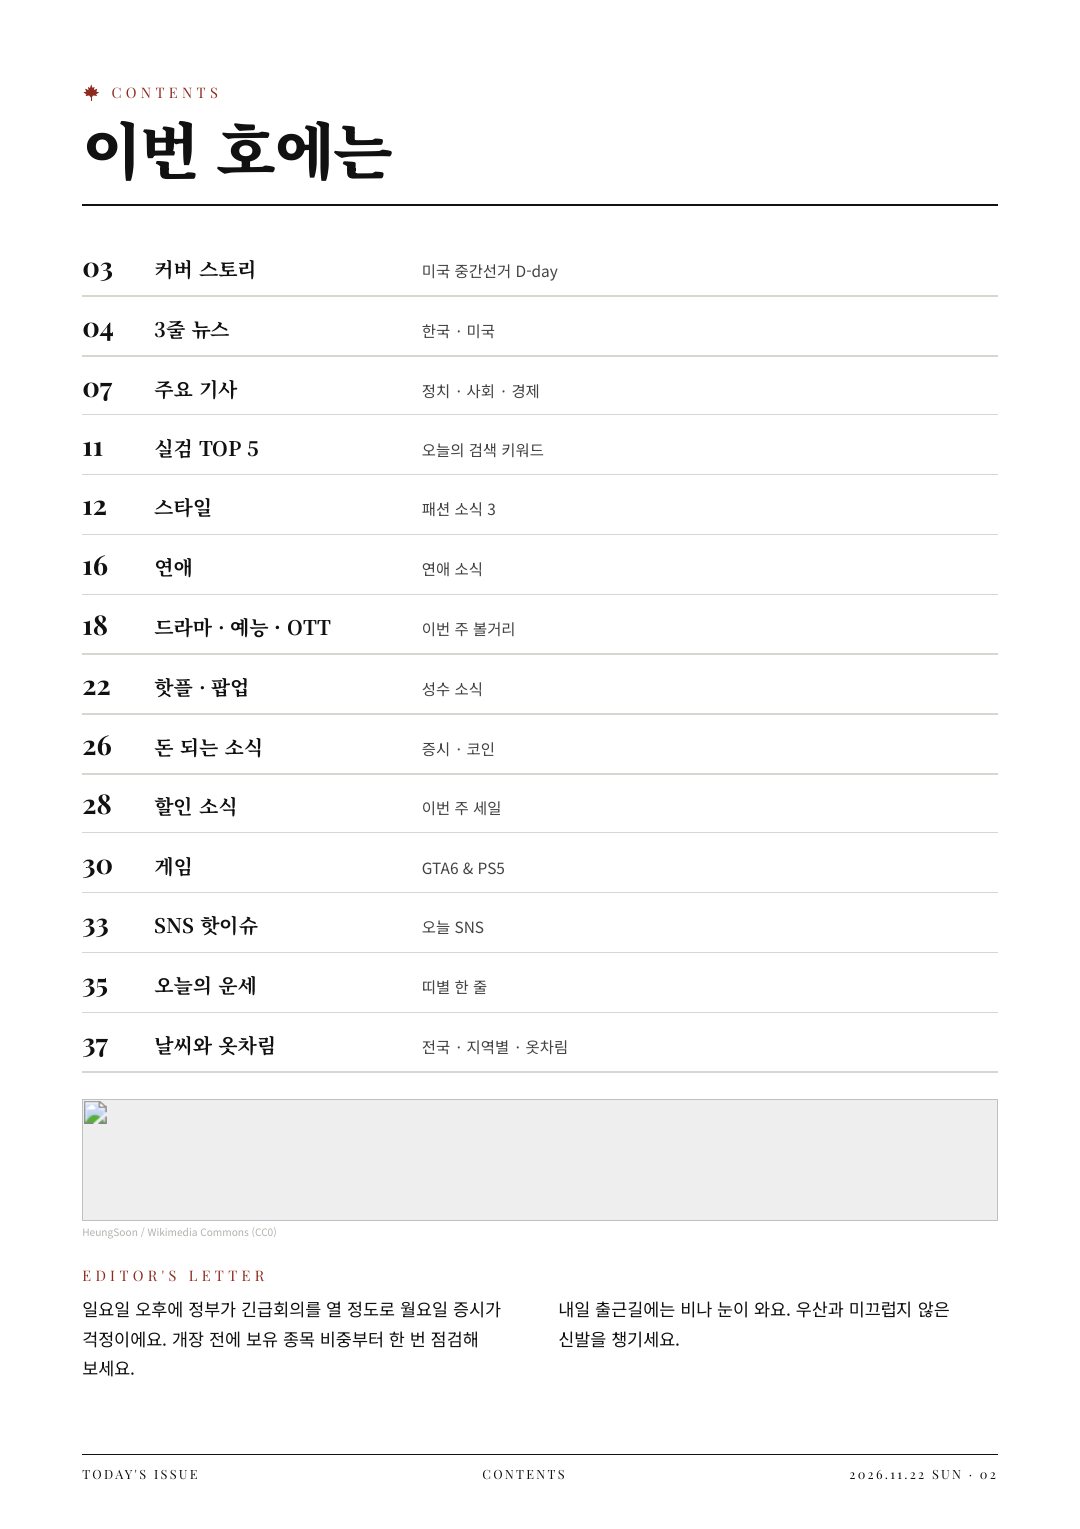 CONTENTS
이번 호에는
03 커버 스토리 미국 중간선거 D-day
04 3줄 뉴스 한국 · 미국
07 주요 기사 정치 · 사회 · 경제
11 실검 TOP 5 오늘의 검색 키워드
12 스타일 패션 소식 3
16 연애 연애 소식
18 드라마 · 예능 · OTT 이번 주 볼거리
22 핫플 · 팝업 성수 소식
26 돈 되는 소식 증시 · 코인
28 할인 소식 이번 주 세일
30 게임 GTA6 & PS5
33 SNS 핫이슈 오늘 SNS
35 오늘의 운세 띠별 한 줄
37 날씨와 옷차림 전국 · 지역별 · 옷차림
HeungSoon / Wikimedia Commons (CC0)
EDITOR'S LETTER
일요일 오후에 정부가 긴급회의를 열 정도로 월요일 증시가
걱정이에요. 개장 전에 보유 종목 비중부터 한 번 점검해
보세요.
내일 출근길에는 비나 눈이 와요. 우산과 미끄럽지 않은
신발을 챙기세요.
TODAY'S ISSUE CONTENTS 2026.11.22 SUN · 02